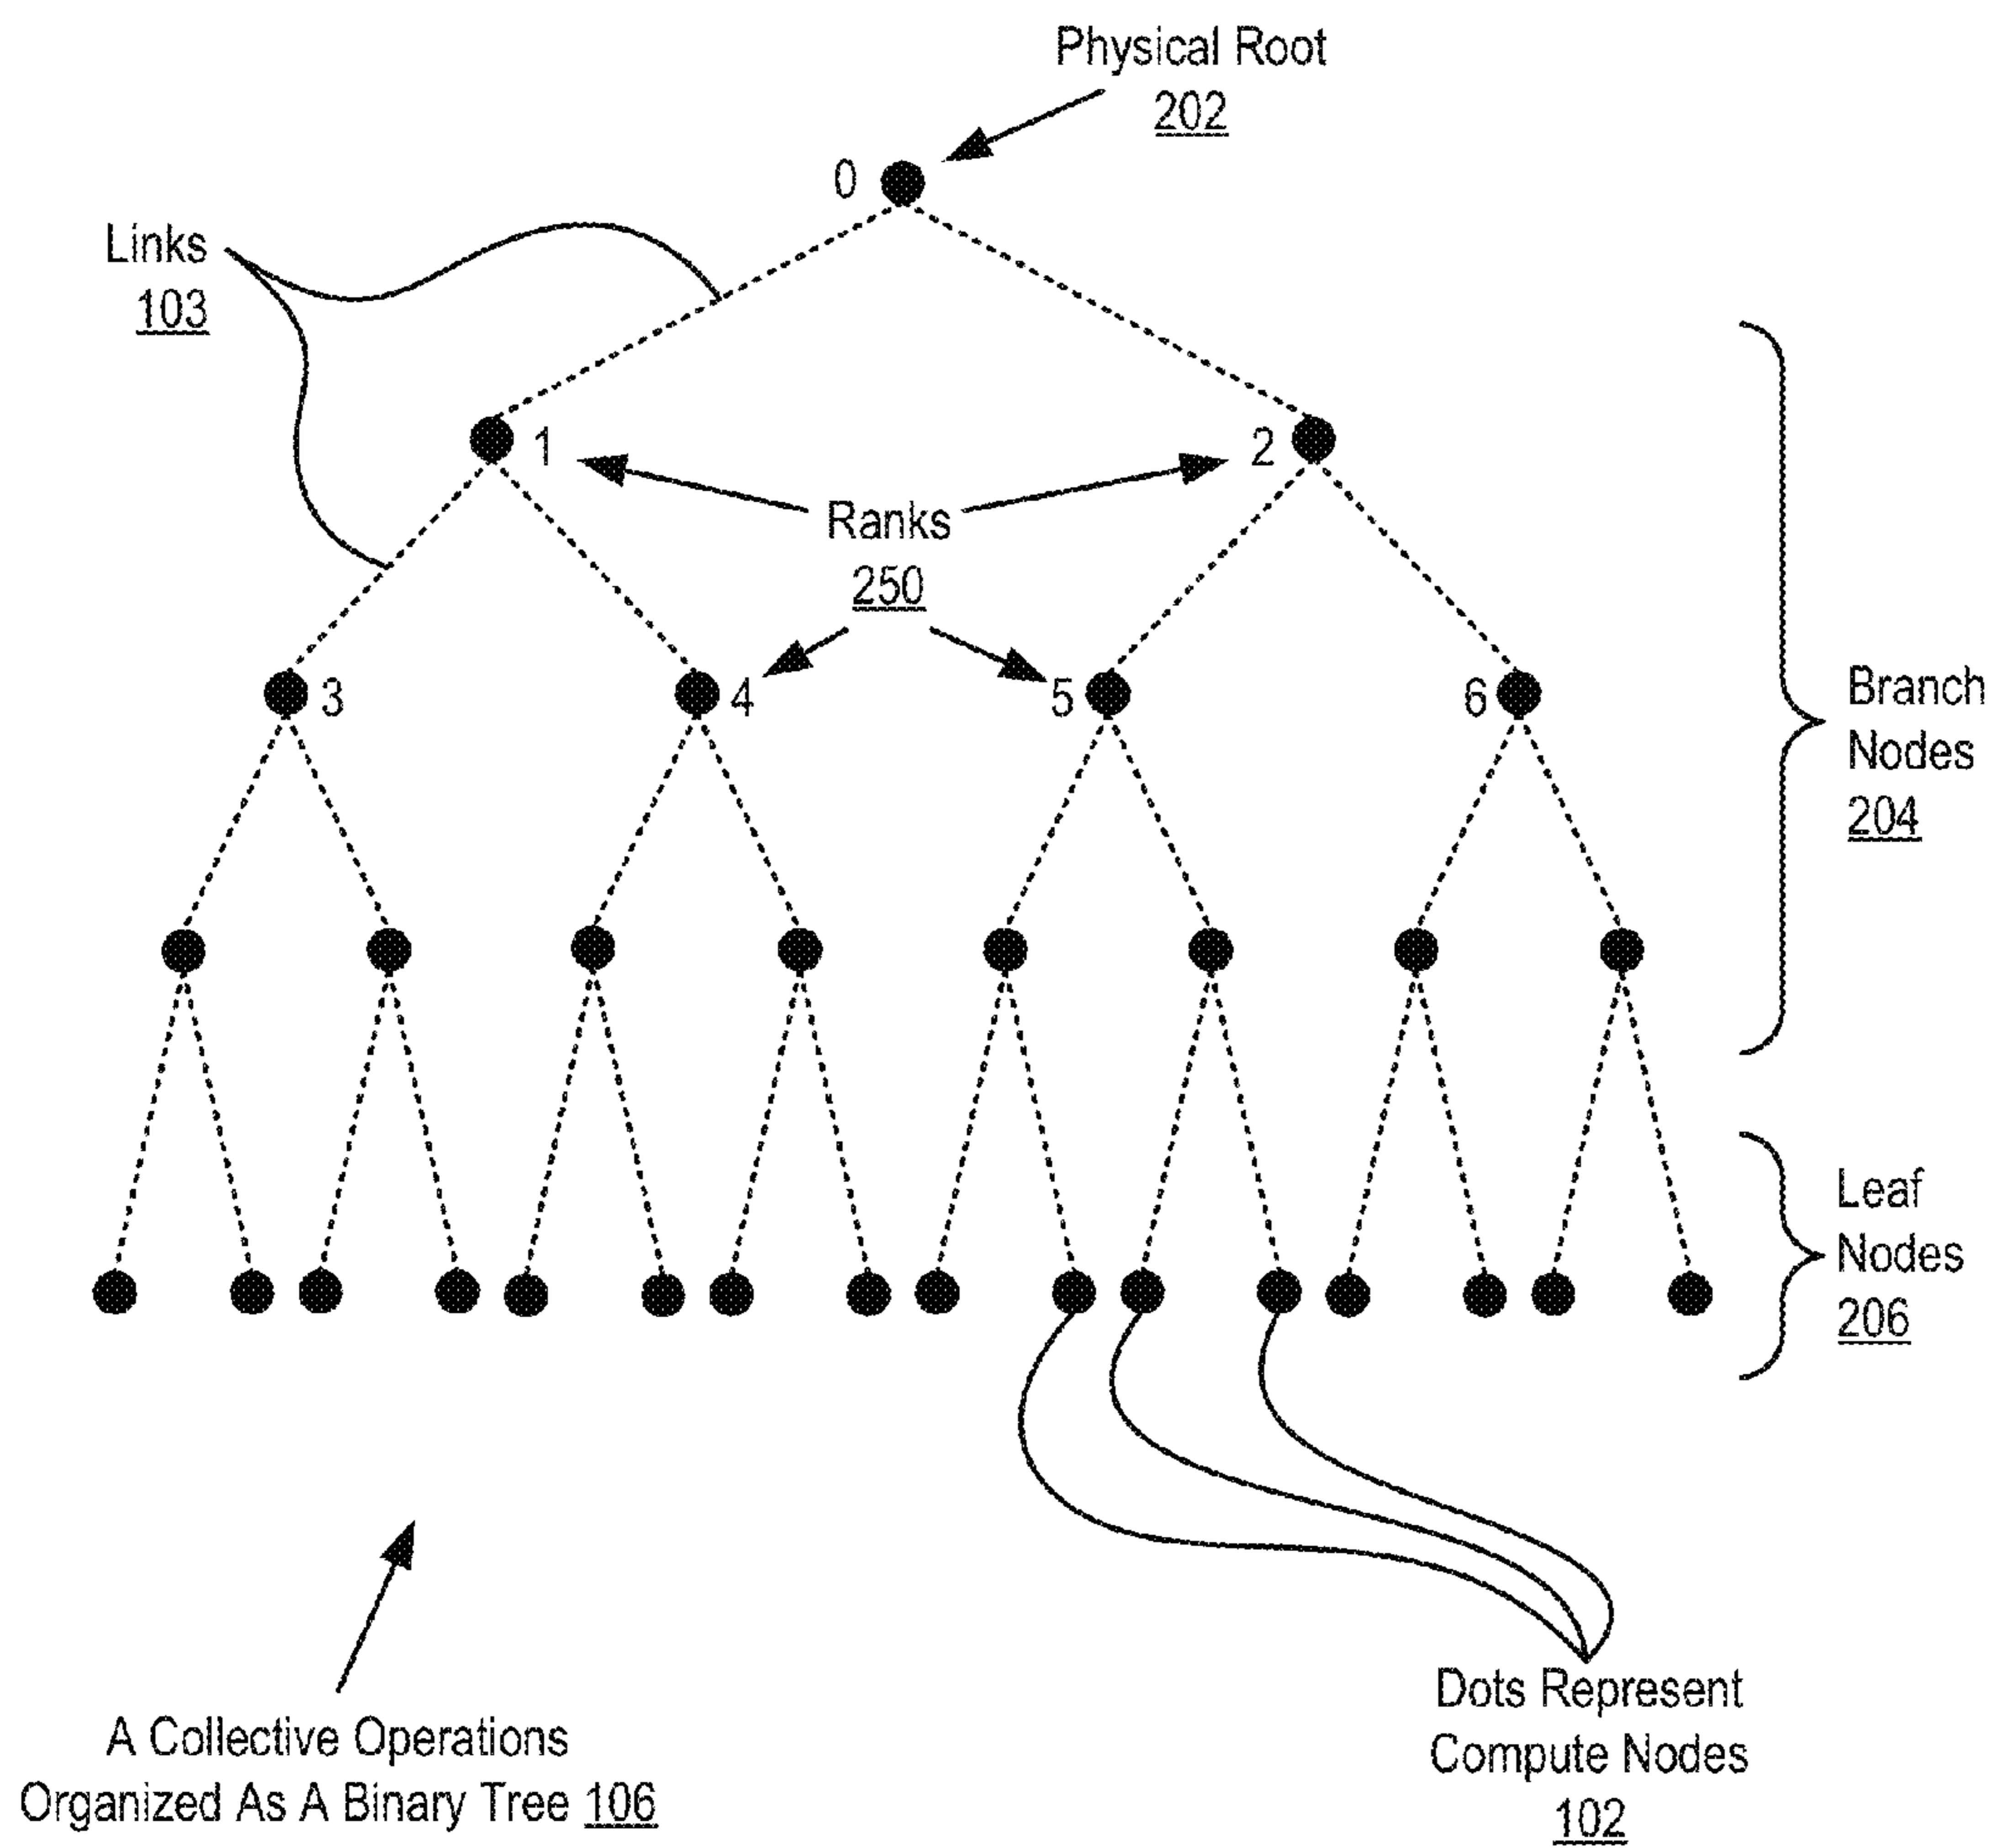 Physical Root
202
0
Links
103
1
2
Ranks
250
3
4
5
6
Branch
Nodes
204
Leaf
Nodes
206
A Collective Operations
Organized As A Binary Tree 106
Dots Represent
Compute Nodes
102